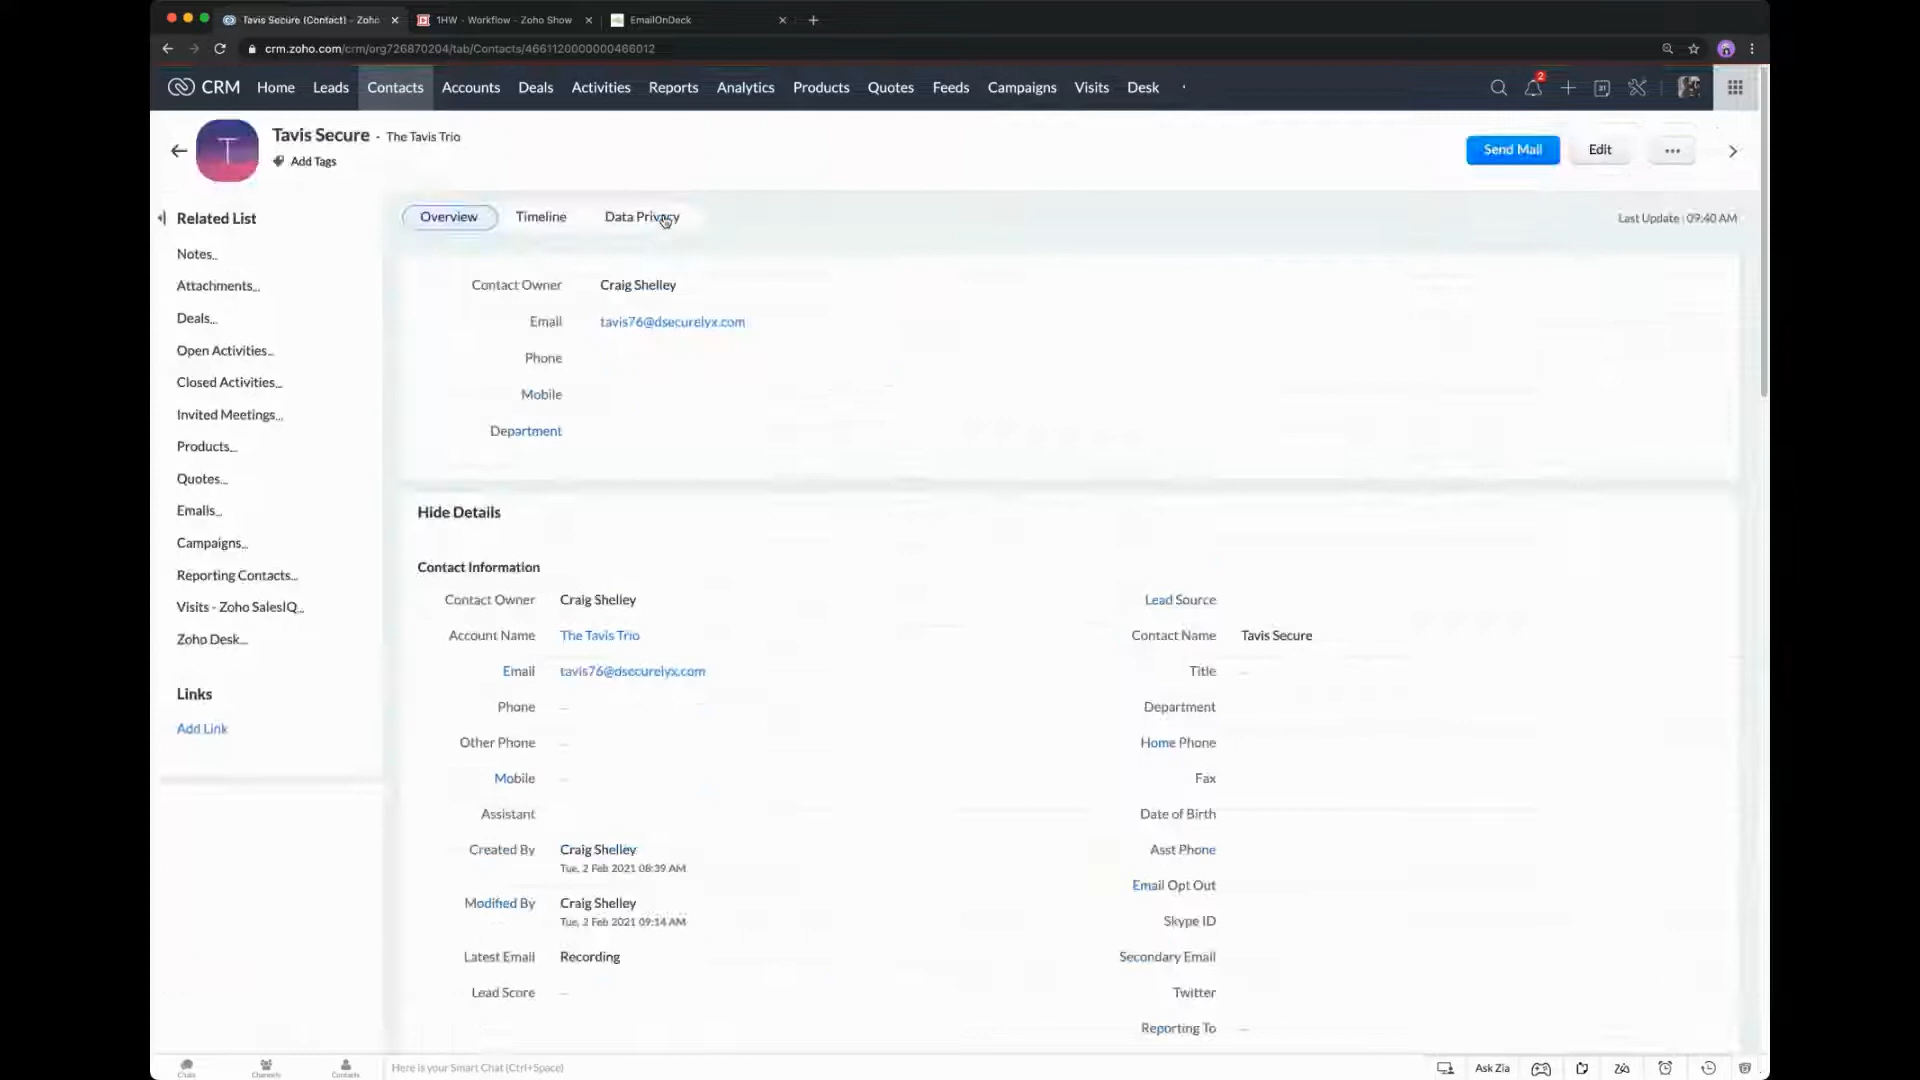 Tavis Secure (Contact) - Zoho
1HW - Workflow - Zoho Show
EmailOnDeck
crm.zoho.com/crm/org726870204/tab/Contacts/4661120000000466012
CRM Home Leads Contacts Accounts Deals Activities Reports Analytics Products Quotes Feeds Campaigns Visits Desk
2
31
T
Tavis Secure - The Tavis Trio
Add Tags
Send Mail Edit ...
Related List
Notes...
Attachments...
Deals...
Open Activities...
Closed Activities...
Invited Meetings...
Products...
Quotes...
Emails...
Campaigns...
Reporting Contacts...
Visits - Zoho SalesIQ...
Zoho Desk...
Links
Add Link
Overview Timeline Data Privacy
Last Update : 09:40 AM
Contact Owner Craig Shelley
Email tavis76@dsecurelyx.com
Phone
Mobile
Department
Hide Details
Contact Information
Contact Owner Craig Shelley
Account Name The Tavis Trio
Email tavis76@dsecurelyx.com
Phone —
Other Phone —
Mobile —
Assistant
Created By Craig Shelley
Tue, 2 Feb 2021 08:39 AM
Modified By Craig Shelley
Tue, 2 Feb 2021 09:14 AM
Latest Email Recording
Lead Score —
Lead Source
Contact Name Tavis Secure
Title —
Department
Home Phone
Fax
Date of Birth
Asst Phone
Email Opt Out
Skype ID
Secondary Email
Twitter
Reporting To —
Chats Channels Contacts
Here is your Smart Chat (Ctrl+Space)
Ask Zia